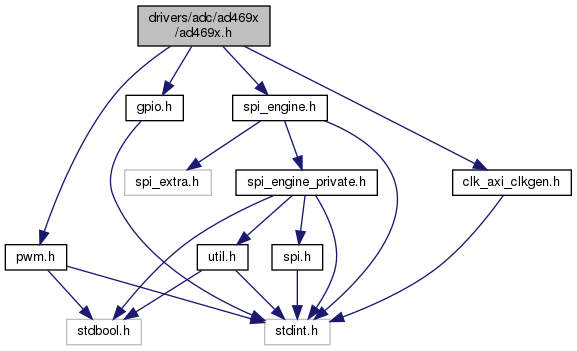 drivers/adc/ad469x
/ad469x.h
gpio.h
spi_engine.h
spi_extra.h
spi_engine_private.h
clk_axi_clkgen.h
pwm.h
util.h
spi.h
stdbool.h
stdint.h